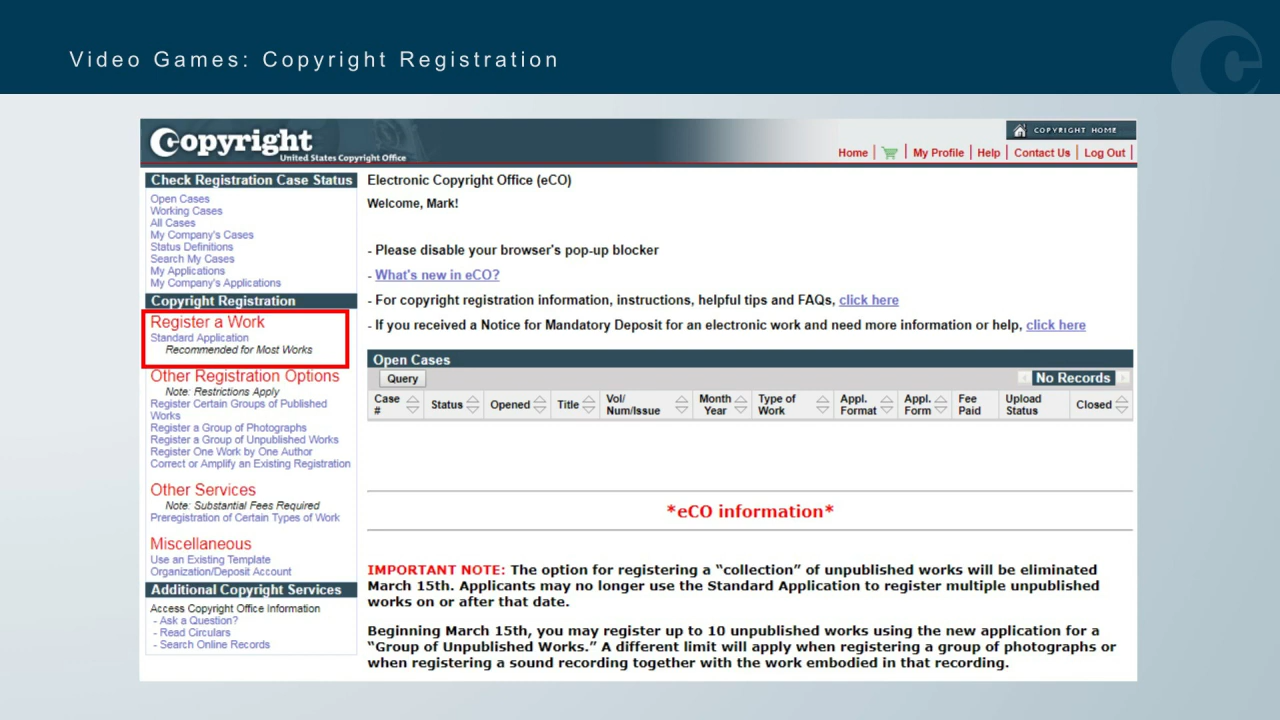 Video Games: Copyright Registration
Copyright
United States Copyright Office
COPYRIGHT HOME
Home | My Profile | Help | Contact Us | Log Out
Check Registration Case Status
Open Cases
Working Cases
All Cases
My Company's Cases
Status Definitions
Search My Cases
My Applications
My Company's Applications
Copyright Registration
Register a Work
Standard Application
Recommended for Most Works
Other Registration Options
Note: Restrictions Apply
Register Certain Groups of Published
Works
Register a Group of Photographs
Register a Group of Unpublished Works
Register One Work by One Author
Correct or Amplify an Existing Registration
Other Services
Note: Substantial Fees Required
Preregistration of Certain Types of Work
Miscellaneous
Use an Existing Template
Organization/Deposit Account
Additional Copyright Services
Access Copyright Office Information
- Ask a Question?
- Read Circulars
- Search Online Records
Electronic Copyright Office (eCO)
Welcome, Mark!
- Please disable your browser's pop-up blocker
- What's new in eCO?
- For copyright registration information, instructions, helpful tips and FAQs, click here
- If you received a Notice for Mandatory Deposit for an electronic work and need more information or help, click here
Open Cases
Query
No Records
Case # Status Opened Title Vol/ Num/Issue Month Year Type of Work Appl. Format Appl. Form Fee Paid Upload Status Closed
*eCO information*
IMPORTANT NOTE: The option for registering a “collection” of unpublished works will be eliminated
March 15th. Applicants may no longer use the Standard Application to register multiple unpublished
works on or after that date.
Beginning March 15th, you may register up to 10 unpublished works using the new application for a
“Group of Unpublished Works.” A different limit will apply when registering a group of photographs or
when registering a sound recording together with the work embodied in that recording.